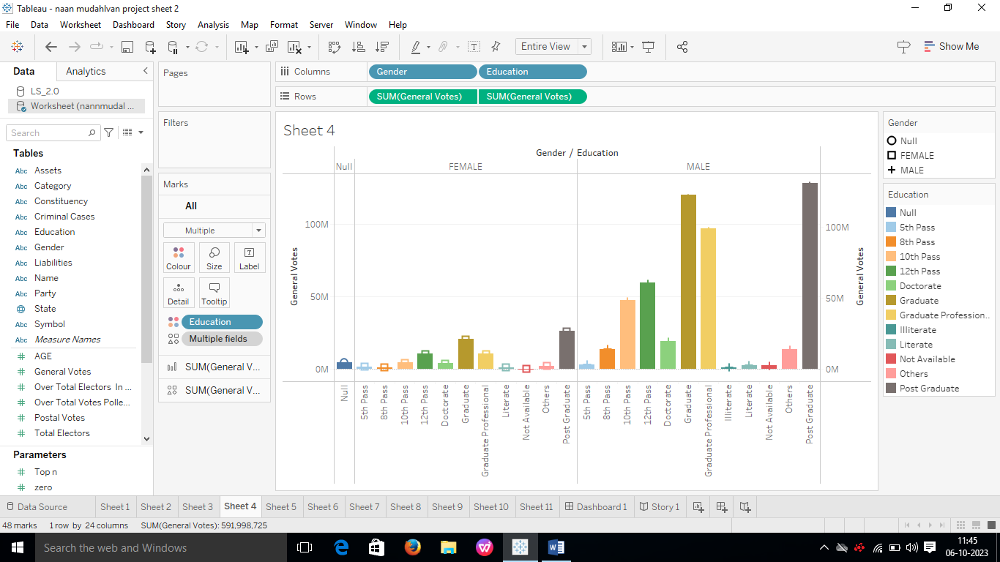 Tableau - naan mudahlvan project sheet 2
File Data Worksheet Dashboard Story Analysis Map Format Server Window Help
Entire View
Show Me
Data Analytics
LS_2.0
Worksheet (nannmudal ...
Search
Tables
Abc Assets
Abc Category
Abc Constituency
Abc Criminal Cases
Abc Education
Abc Gender
Abc Liabilities
Abc Name
Abc Party
State
Abc Symbol
Abc Measure Names
# AGE
# General Votes
# Over Total Electors In ...
# Over Total Votes Polle...
# Postal Votes
# Total Electors
Parameters
# Top n
# zero
Pages
Filters
Marks
All
Multiple
Colour Size Label
Detail Tooltip
Education
Multiple fields
SUM(General V...
SUM(General V...
Columns Gender Education
Rows SUM(General Votes) SUM(General Votes)
Sheet 4
Gender / Education
Null FEMALE MALE
General Votes
100M
50M
0M
General Votes
100M
50M
0M
Null
5th Pass
8th Pass
10th Pass
12th Pass
Doctorate
Graduate
Graduate Professional
Literate
Not Available
Others
Post Graduate
5th Pass
8th Pass
10th Pass
12th Pass
Doctorate
Graduate
Graduate Professional
Illiterate
Literate
Not Available
Others
Post Graduate
Gender
Null
FEMALE
MALE
Education
Null
5th Pass
8th Pass
10th Pass
12th Pass
Doctorate
Graduate
Graduate Profession..
Illiterate
Literate
Not Available
Others
Post Graduate
Data Source Sheet 1 Sheet 2 Sheet 3 Sheet 4 Sheet 5 Sheet 6 Sheet 7 Sheet 8 Sheet 9 Sheet 10 Sheet 11 Dashboard 1 Story 1
48 marks 1 row by 24 columns SUM(General Votes): 591,998,725
Search the web and Windows
11:45
06-10-2023